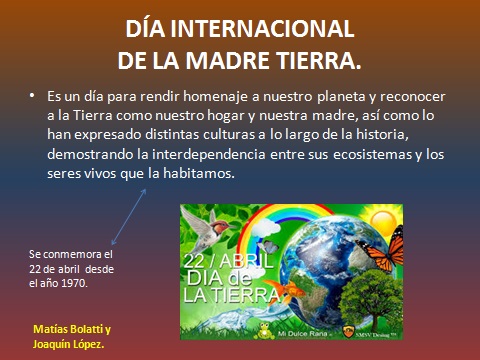 DÍA INTERNACIONAL
DE LA MADRE TIERRA.
• Es un día para rendir homenaje a nuestro planeta y reconocer
a la Tierra como nuestro hogar y nuestra madre, así como lo
han expresado distintas culturas a lo largo de la historia,
demostrando la interdependencia entre sus ecosistemas y los
seres vivos que la habitamos.
Se conmemora el
22 de abril desde
el año 1970.
22 / ABRIL
DIA de
LA TIERRA
Mi Dulce Rana
SMSV Desing
Matías Bolatti y
Joaquín López.